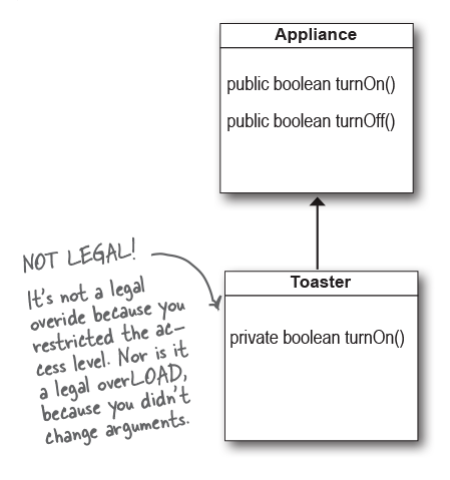 Appliance
public boolean turnOn()
public boolean turnOff()
NOT LEGAL!
It's not a legal
overide because you
restricted the ac-
cess level. Nor is it
a legal overLOAD,
because you didn't
change arguments.
Toaster
private boolean turnOn()